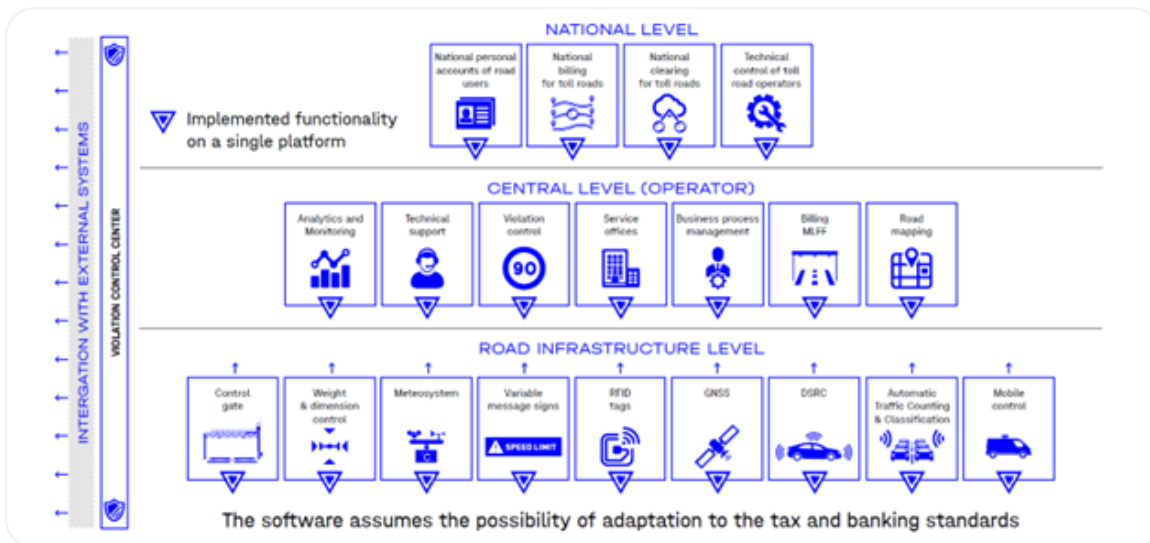 NATIONAL LEVEL
National personal
accounts of road
users
National
billing
for toll roads
National
clearing
for toll roads
Technical
control of toll
road operators
Implemented functionality
on a single platform
CENTRAL LEVEL (OPERATOR)
Analytics and
Monitoring
Technical
support
Violation
control
90
Service
offices
Business process
management
Billing
MLFF
Road
mapping
ROAD INFRASTRUCTURE LEVEL
Control
gate
Weight
& dimension
control
Meteosystem
C
Variable
message signs
SPEED LIMIT
RFID
tags
GNSS
DSRC
Automatic
Traffic Counting
& Classification
Mobile
control
INTERGATION WITH EXTERNAL SYSTEMS
VIOLATION CONTROL CENTER
The software assumes the possibility of adaptation to the tax and banking standards